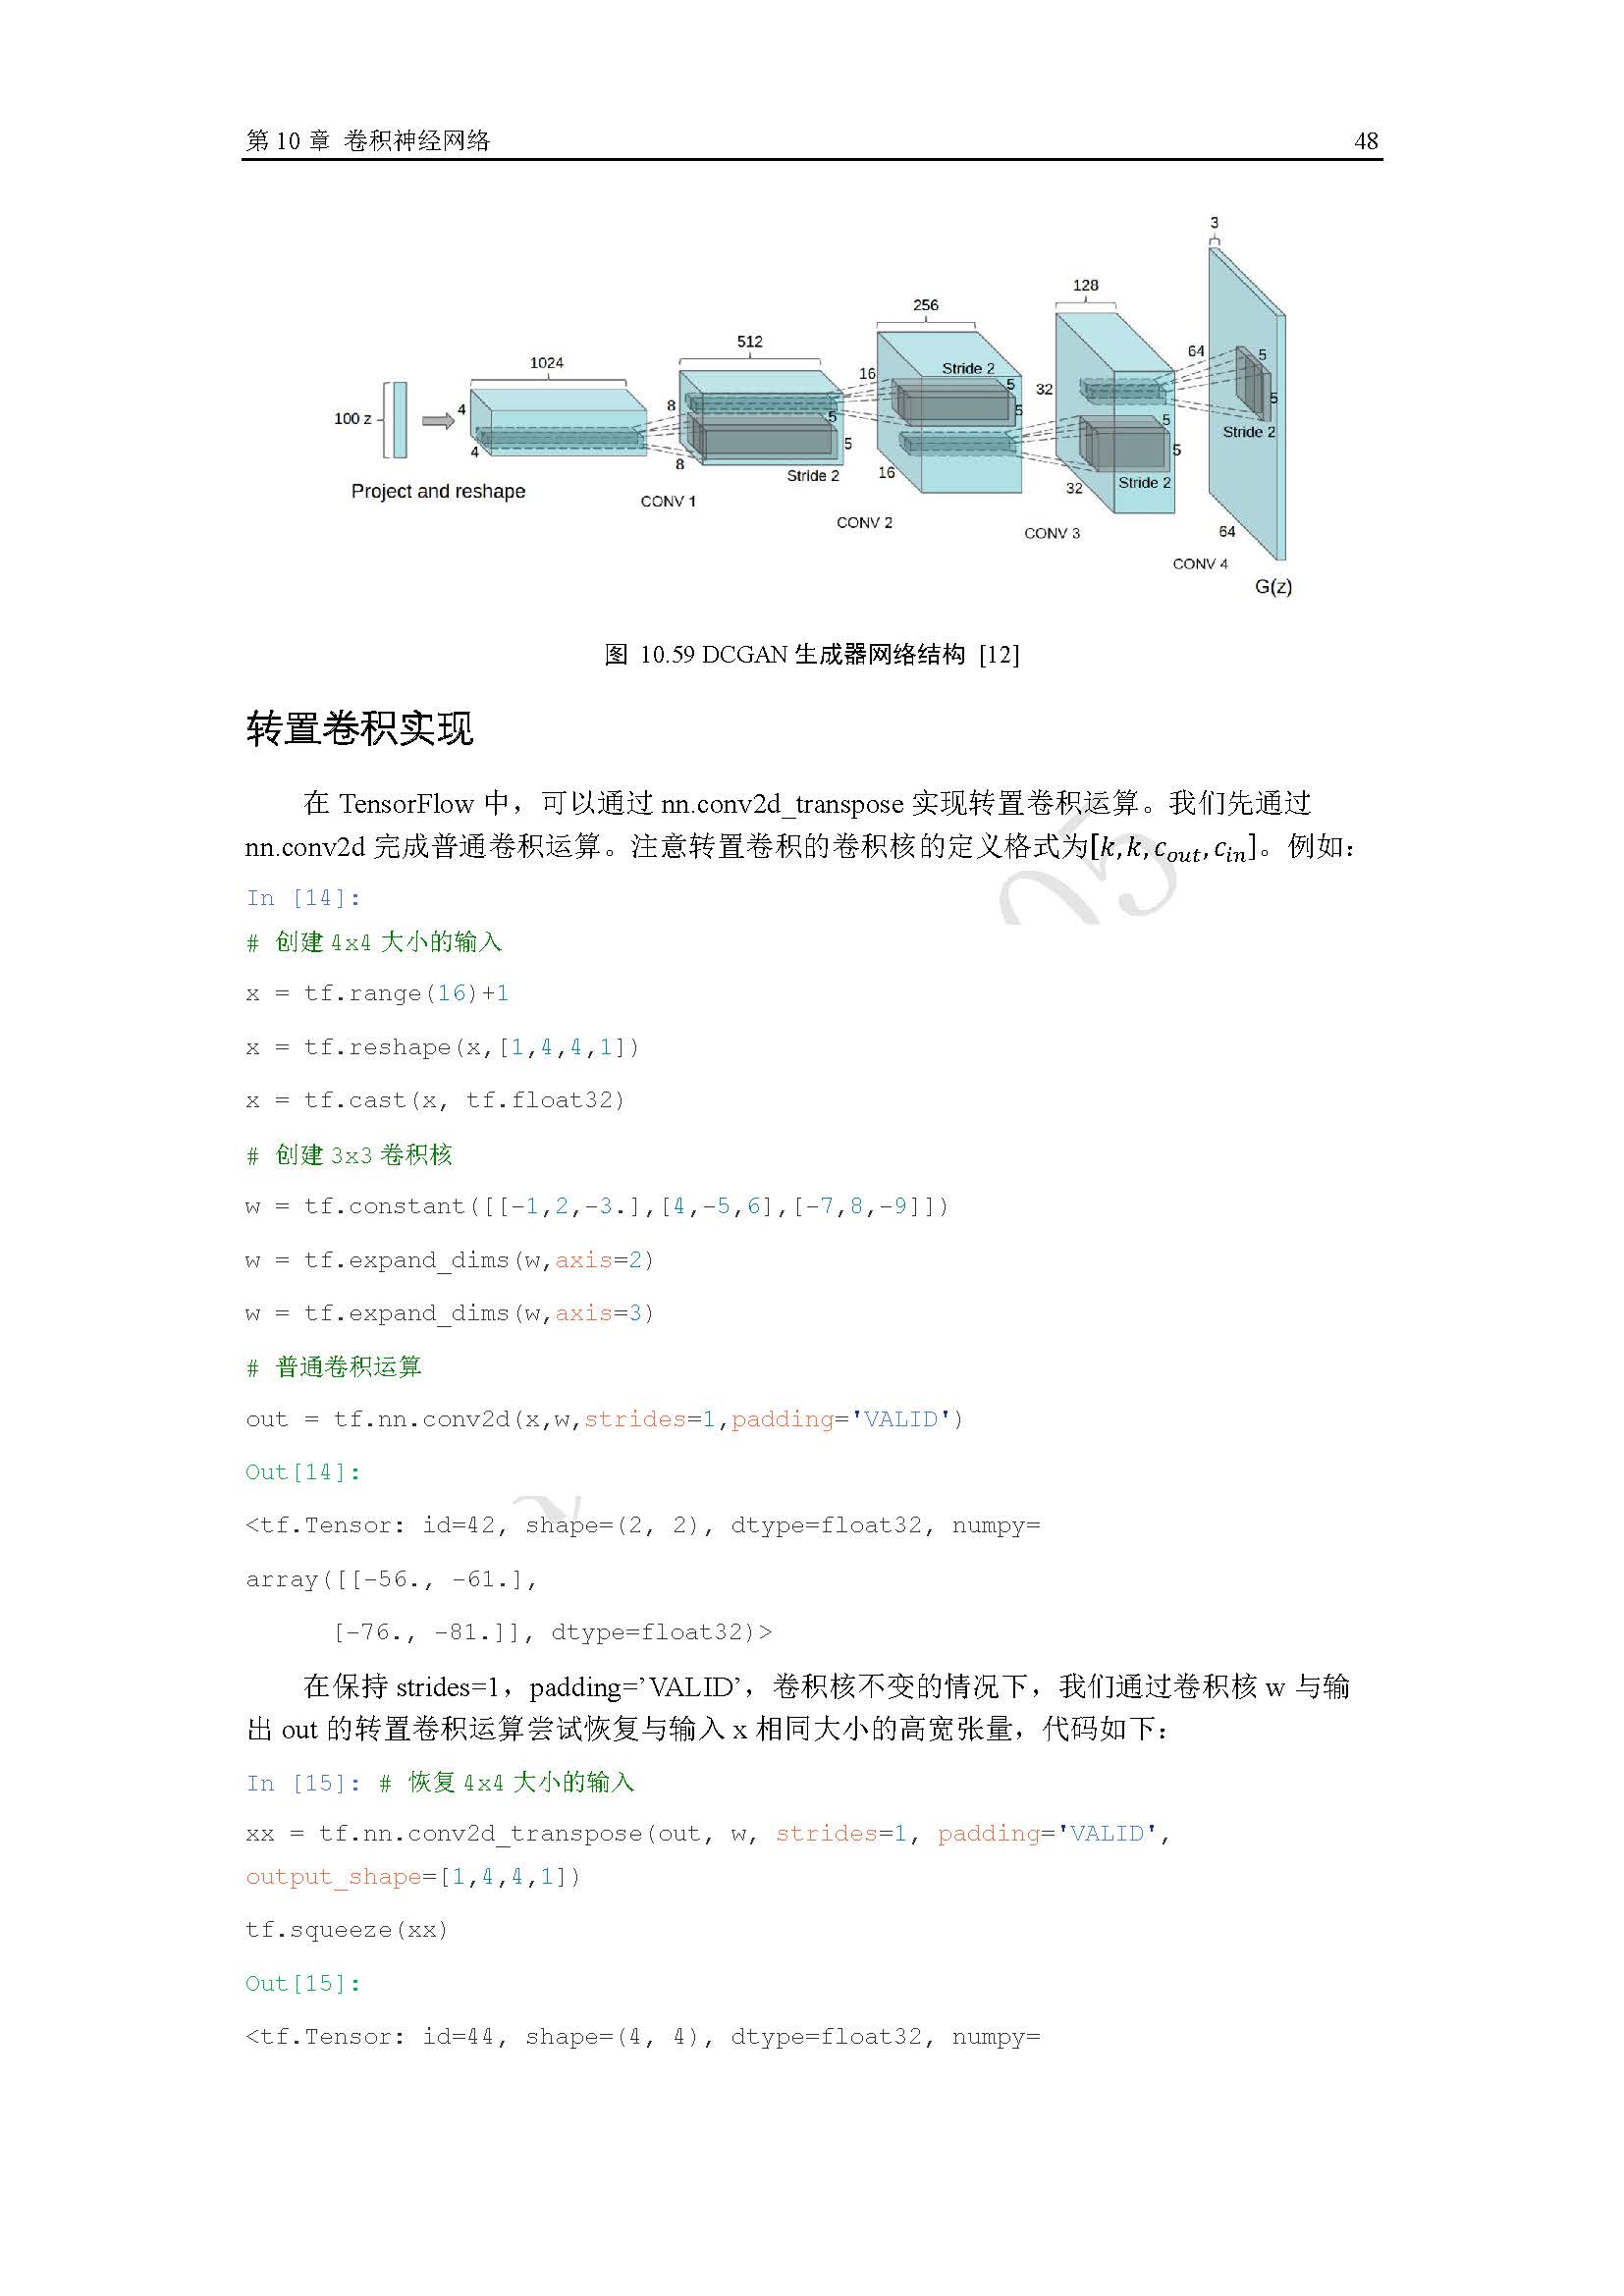 第 10 章 卷积神经网络 48
3
128
256
64
512
16
Stride 2
5
1024
32
5
8
5
5
100 z
4
5
5
5
Stride 2
4
5
5
8
Stride 2
16
32
Stride 2
Project and reshape
CONV 1
CONV 2
CONV 3
64
CONV 4
G(z)
图 10.59 DCGAN 生成器网络结构 [12]
转置卷积实现
在 TensorFlow 中，可以通过 nn.conv2d_transpose 实现转置卷积运算。我们先通过
nn.conv2d 完成普通卷积运算。注意转置卷积的卷积核的定义格式为[k,k,c_out,c_in]。例如：
In [14]:
# 创建 4x4 大小的输入
x = tf.range(16)+1
x = tf.reshape(x,[1,4,4,1])
x = tf.cast(x, tf.float32)
# 创建 3x3 卷积核
w = tf.constant([[-1,2,-3.],[4,-5,6],[-7,8,-9]])
w = tf.expand_dims(w,axis=2)
w = tf.expand_dims(w,axis=3)
# 普通卷积运算
out = tf.nn.conv2d(x,w,strides=1,padding='VALID')
Out[14]:
<tf.Tensor: id=42, shape=(2, 2), dtype=float32, numpy=
array([[-56., -61.],
[-76., -81.]], dtype=float32)>
在保持 strides=1，padding=’VALID’，卷积核不变的情况下，我们通过卷积核 w 与输
出 out 的转置卷积运算尝试恢复与输入 x 相同大小的高宽张量，代码如下：
In [15]: # 恢复 4x4 大小的输入
xx = tf.nn.conv2d_transpose(out, w, strides=1, padding='VALID',
output_shape=[1,4,4,1])
tf.squeeze(xx)
Out[15]:
<tf.Tensor: id=44, shape=(4, 4), dtype=float32, numpy=